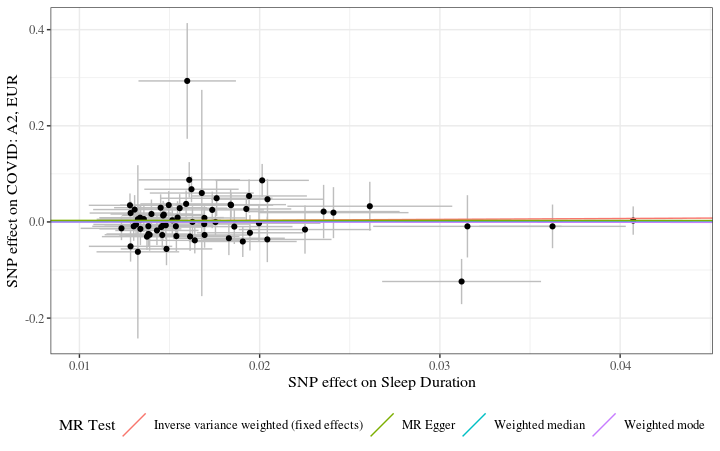 0.4
0.2
0.0
-0.2
SNP effect on COVID: A2, EUR
0.01
0.02
0.03
0.04
SNP effect on Sleep Duration
MR Test
Inverse variance weighted (fixed effects)
MR Egger
Weighted median
Weighted mode